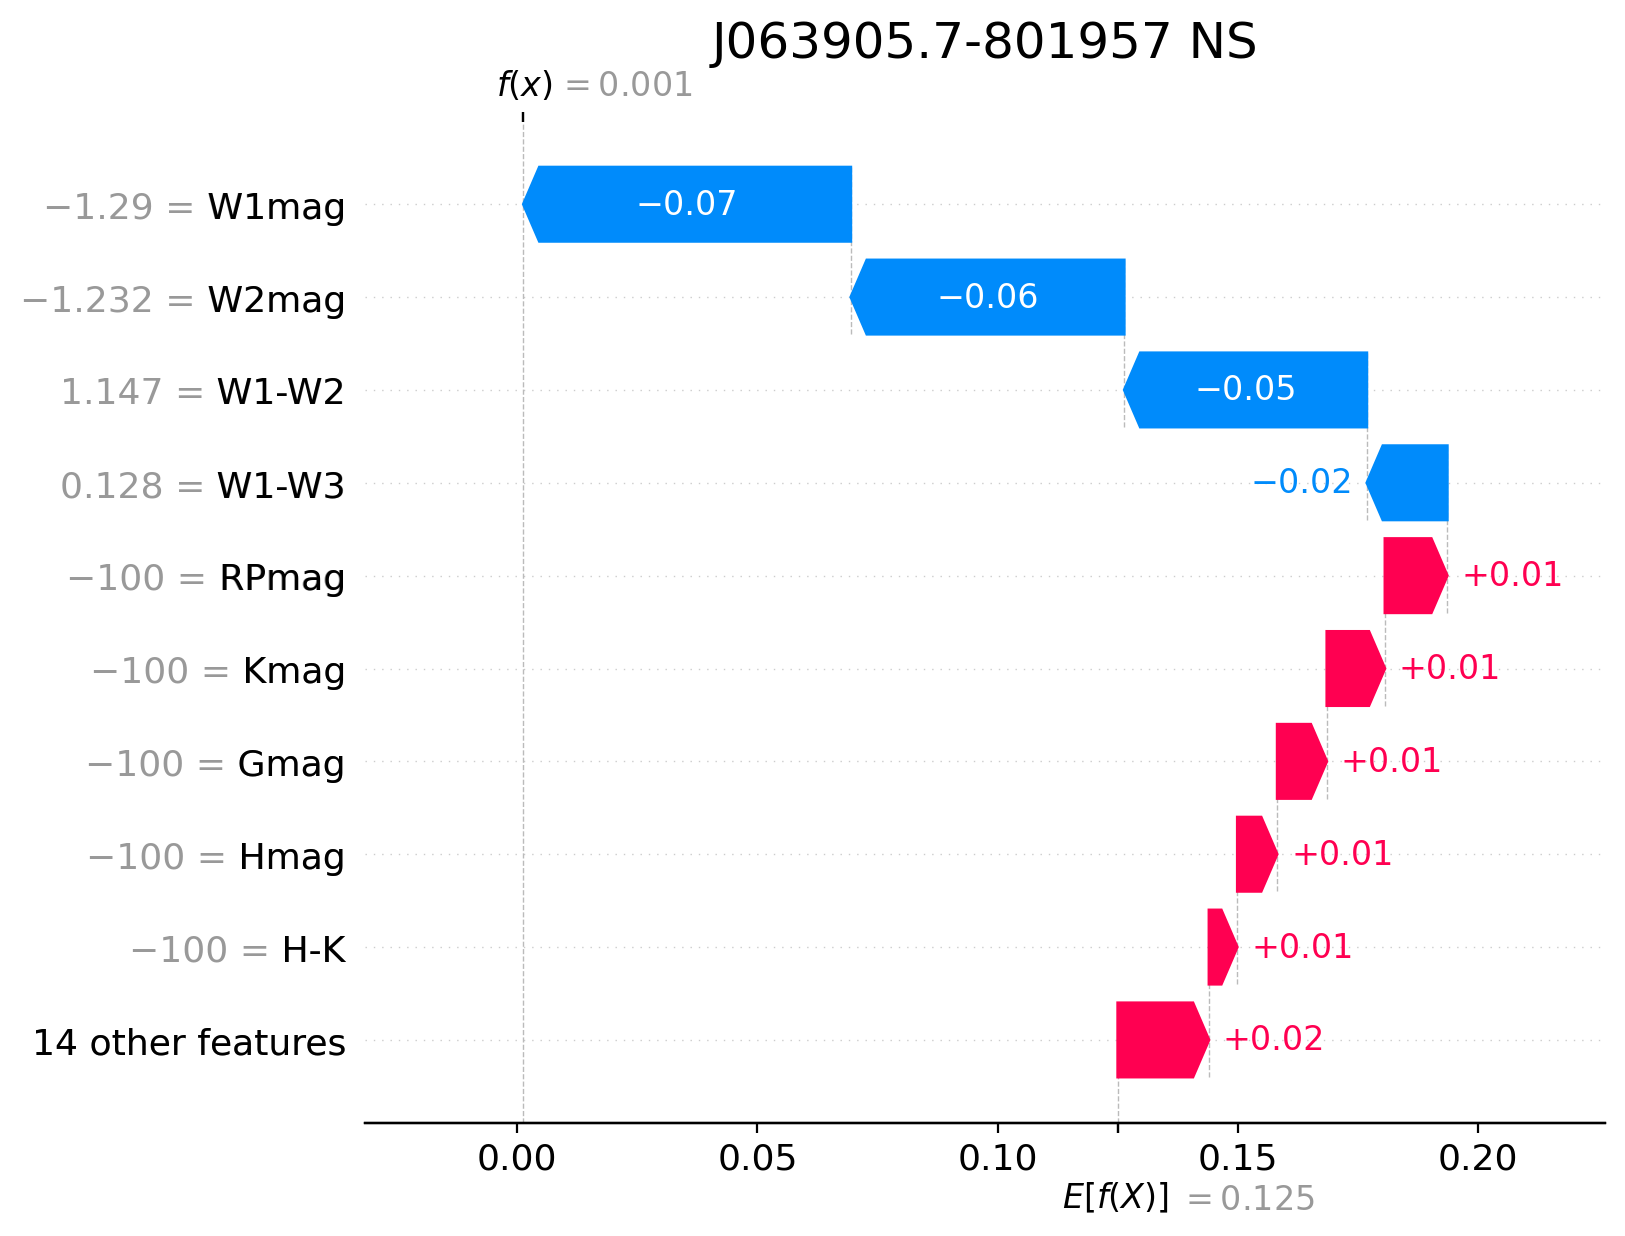 J063905.7-801957 NS
f(x) = 0.001
−1.29 = W1mag
−0.07
−1.232 = W2mag
−0.06
1.147 = W1-W2
−0.05
0.128 = W1-W3
−0.02
−100 = RPmag
+0.01
−100 = Kmag
+0.01
−100 = Gmag
+0.01
−100 = Hmag
+0.01
−100 = H-K
+0.01
14 other features
+0.02
0.00 0.05 0.10 0.15 0.20
E[f(X)] = 0.125